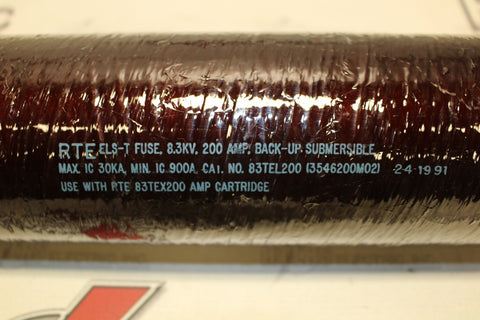 RTE ELS-T FUSE, 8.3KV, 200 AMP, BACK-UP SUBMERSIBLE
MAX. IC 30KA, MIN. IC 900A. CAT. NO. 83TEL200 (3546200M02) 2-4-1991
USE WITH RTE 83TEX200 AMP CARTRIDGE